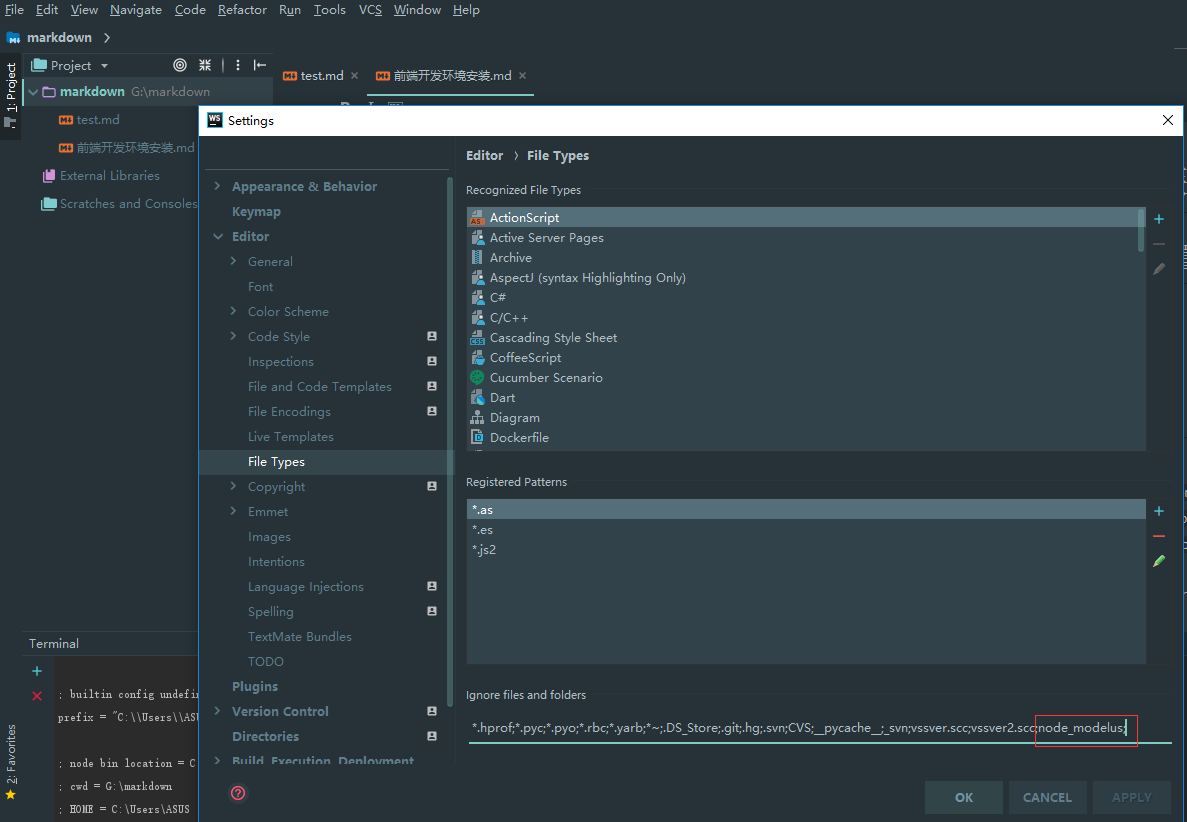 File Edit View Navigate Code Refactor Run Tools VCS Window Help
markdown
1: Project
Project
test.md
前端开发环境安装.md
markdown G:\markdown
test.md
前端开发环境安装.md
External Libraries
Scratches and Consoles
WS Settings
Appearance & Behavior
Keymap
Editor
General
Font
Color Scheme
Code Style
Inspections
File and Code Templates
File Encodings
Live Templates
File Types
Copyright
Emmet
Images
Intentions
Language Injections
Spelling
TextMate Bundles
TODO
Plugins
Version Control
Directories
Build, Execution, Deployment
Editor › File Types
Recognized File Types
ActionScript
Active Server Pages
Archive
AspectJ (syntax Highlighting Only)
C#
C/C++
Cascading Style Sheet
CoffeeScript
Cucumber Scenario
Dart
Diagram
Dockerfile
Registered Patterns
*.as
*.es
*.js2
Ignore files and folders
*.hprof;*.pyc;*.pyo;*.rbc;*.yarb;*~;.DS_Store;.git;.hg;.svn;CVS;__pycache__;_svn;vssver.scc;vssver2.scc;node_modelus;
OK CANCEL APPLY
Terminal
; builtin config undefin
prefix = "C:\\Users\\ASU
; node bin location = C
; cwd = G:\markdown
; HOME = C:\Users\ASUS
2: Favorites